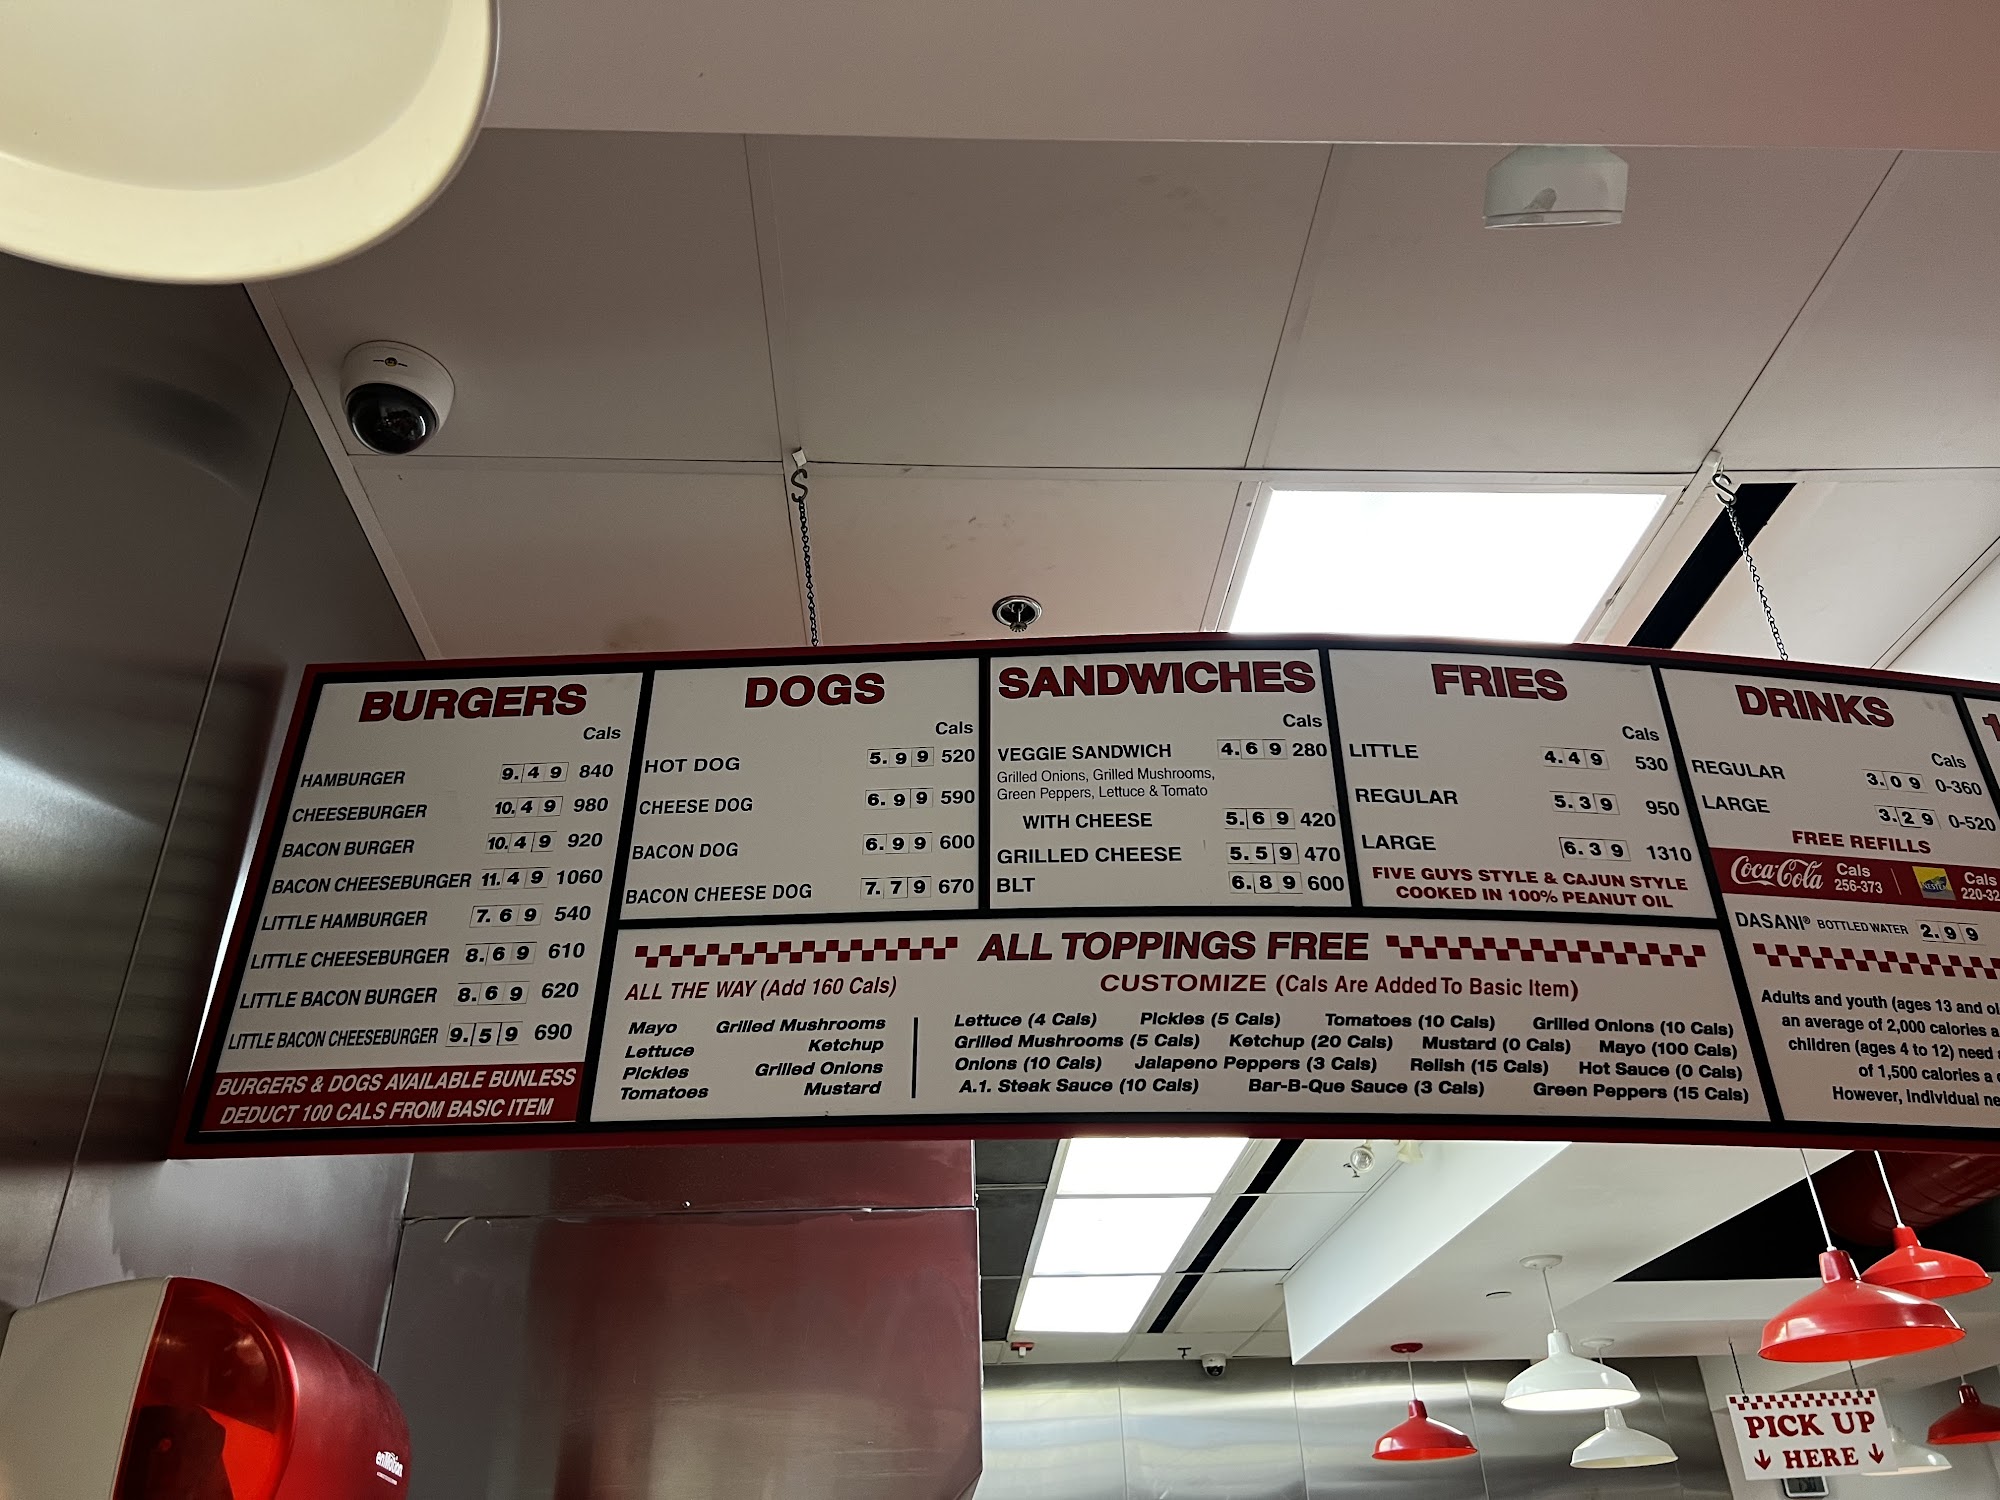 BURGERS
Cals
HAMBURGER 9.49 840
CHEESEBURGER 10.49 980
BACON BURGER 10.49 920
BACON CHEESEBURGER 11.49 1060
LITTLE HAMBURGER 7.69 540
LITTLE CHEESEBURGER 8.69 610
LITTLE BACON BURGER 8.69 620
LITTLE BACON CHEESEBURGER 9.59 690
BURGERS & DOGS AVAILABLE BUNLESS
DEDUCT 100 CALS FROM BASIC ITEM
DOGS
Cals
HOT DOG 5.99 520
CHEESE DOG 6.99 590
BACON DOG 6.99 600
BACON CHEESE DOG 7.79 670
SANDWICHES
Cals
VEGGIE SANDWICH 4.69 280
Grilled Onions, Grilled Mushrooms,
Green Peppers, Lettuce & Tomato
WITH CHEESE 5.69 420
GRILLED CHEESE 5.59 470
BLT 6.89 600
FRIES
Cals
LITTLE 4.49 530
REGULAR 5.39 950
LARGE 6.39 1310
FIVE GUYS STYLE & CAJUN STYLE
COOKED IN 100% PEANUT OIL
DRINKS
Cals
REGULAR 3.09 0-360
LARGE 3.29 0-520
FREE REFILLS
Coca-Cola Cals NESTEA Cals
256-373
DASANI® BOTTLED WATER 2.99
Adults and youth (ages 13 and
an average of 2,000 calories a
children (ages 4 to 12) need
of 1,500 calories a
However, individual
ALL TOPPINGS FREE
ALL THE WAY (Add 160 Cals)
Mayo Grilled Mushrooms
Lettuce Ketchup
Pickles Grilled Onions
Tomatoes Mustard
CUSTOMIZE (Cals Are Added To Basic Item)
Lettuce (4 Cals) Pickles (5 Cals) Tomatoes (10 Cals) Grilled Onions (10 Cals)
Grilled Mushrooms (5 Cals) Ketchup (20 Cals) Mustard (0 Cals) Mayo (100 Cals)
Onions (10 Cals) Jalapeno Peppers (3 Cals) Relish (15 Cals) Hot Sauce (0 Cals)
A.1. Steak Sauce (10 Cals) Bar-B-Que Sauce (3 Cals) Green Peppers (15 Cals)
enMotion
PICK UP
HERE